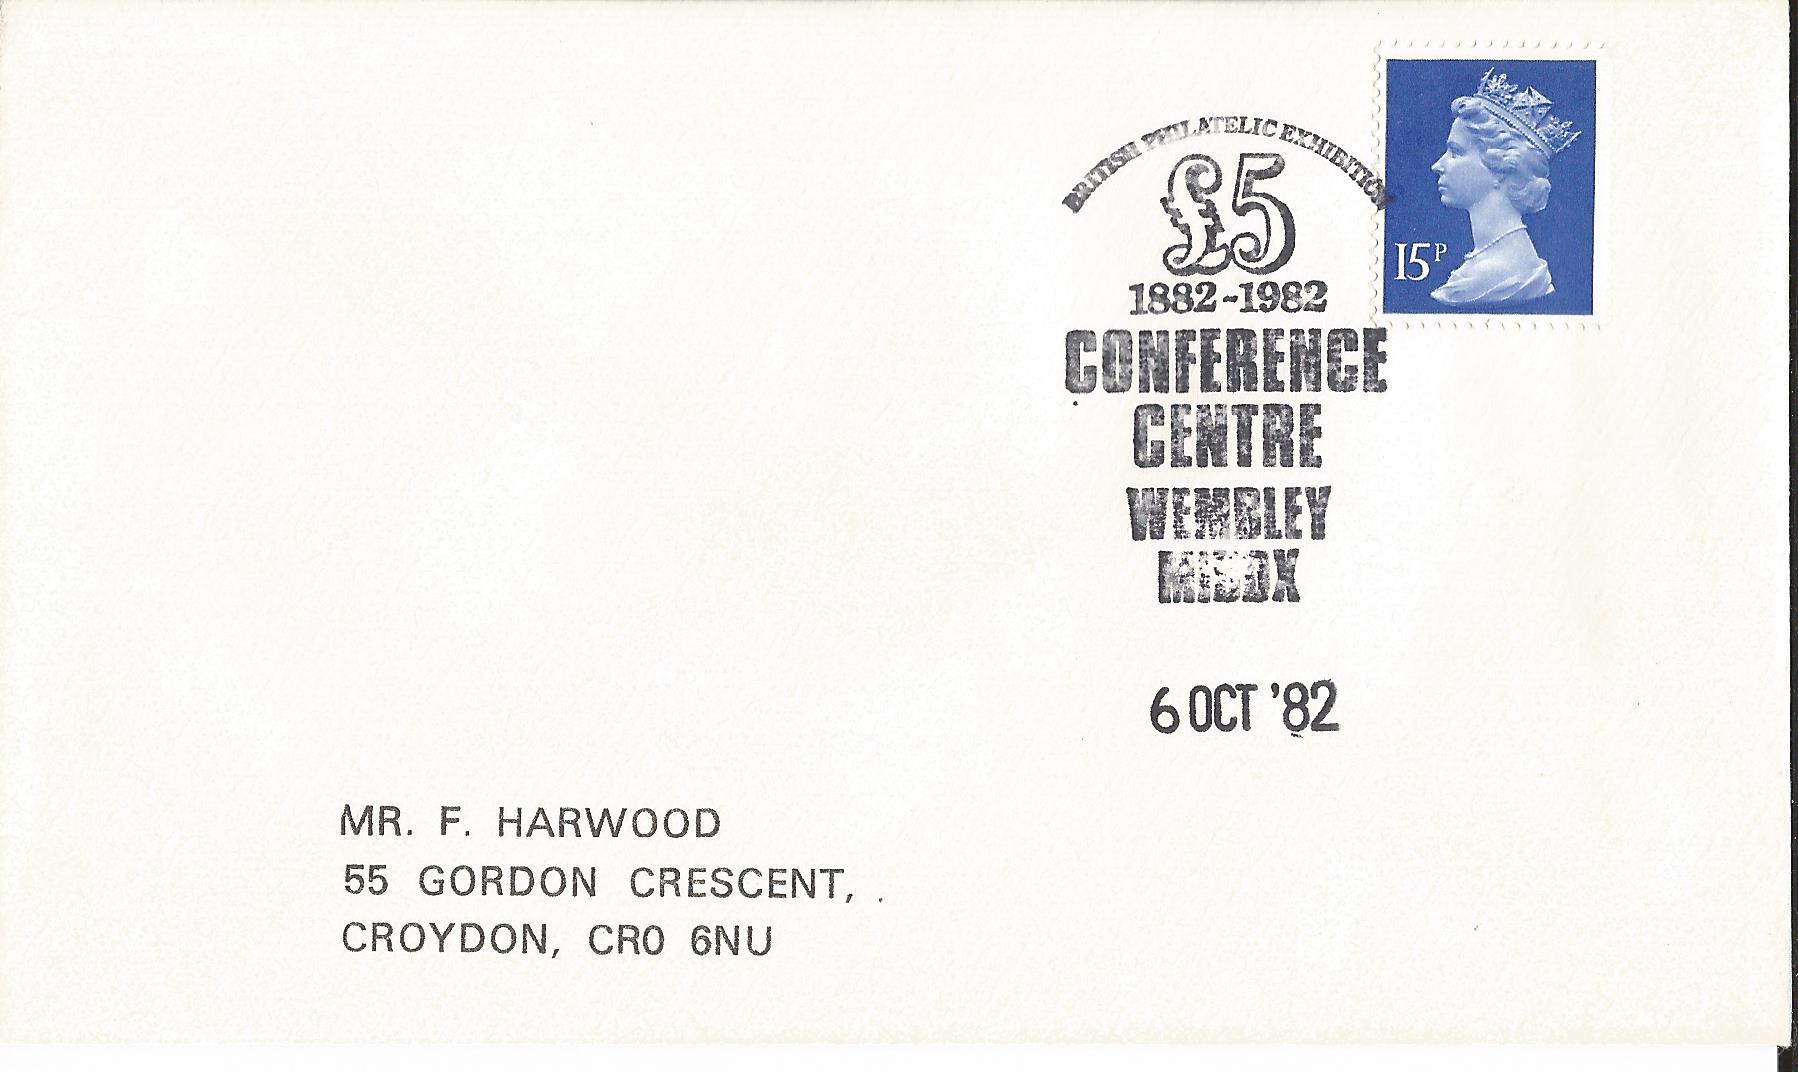 BRITISH PHILATELIC EXHIBITION
£5
1882-1982
CONFERENCE
CENTRE
WEMBLEY
MIDDX
6 OCT '82
15P
MR. F. HARWOOD
55 GORDON CRESCENT,
CROYDON, CR0 6NU